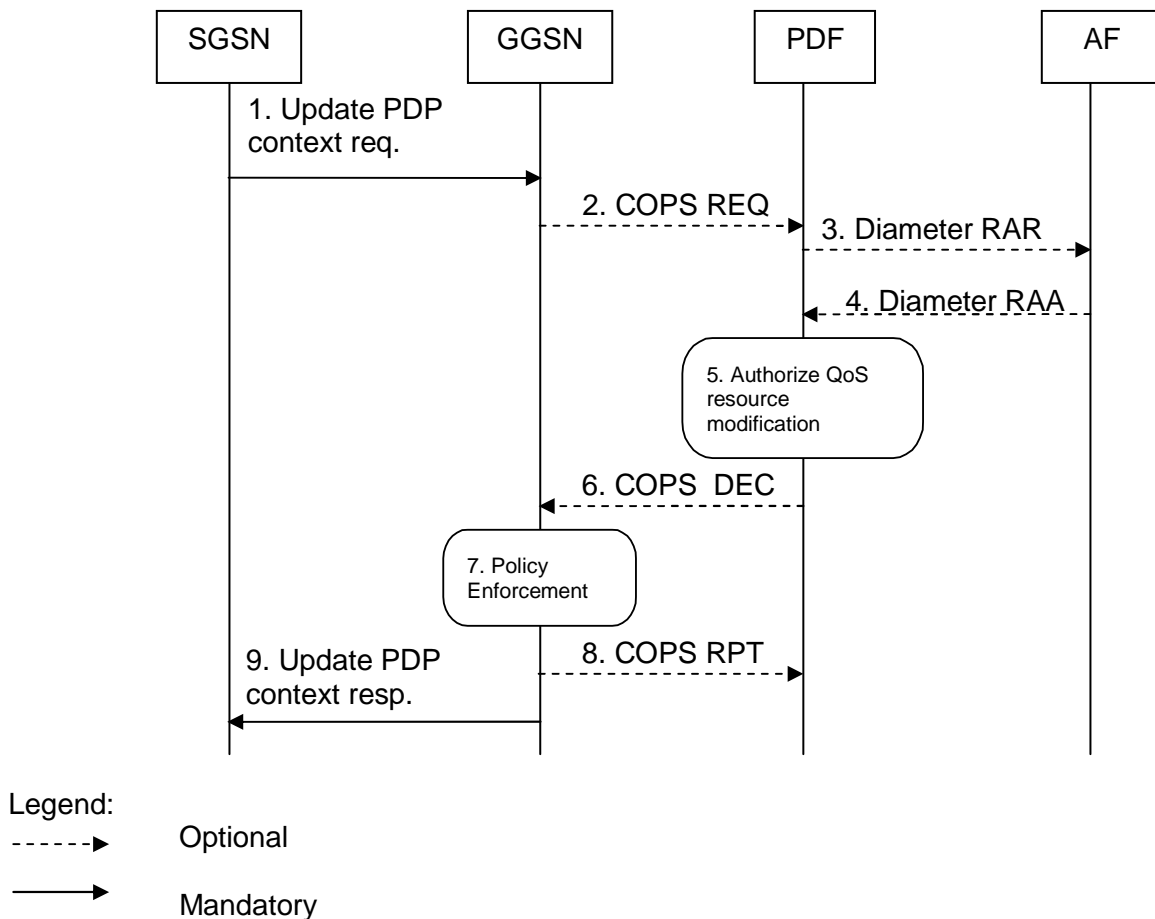 SGSN
GGSN
PDF
AF
1. Update PDP
context req.
2. COPS REQ
3. Diameter RAR
4. Diameter RAA
5. Authorize QoS
resource
modification
6. COPS  DEC
7. Policy
Enforcement
8. COPS RPT
9. Update PDP
context resp.
Legend:
Optional
Mandatory